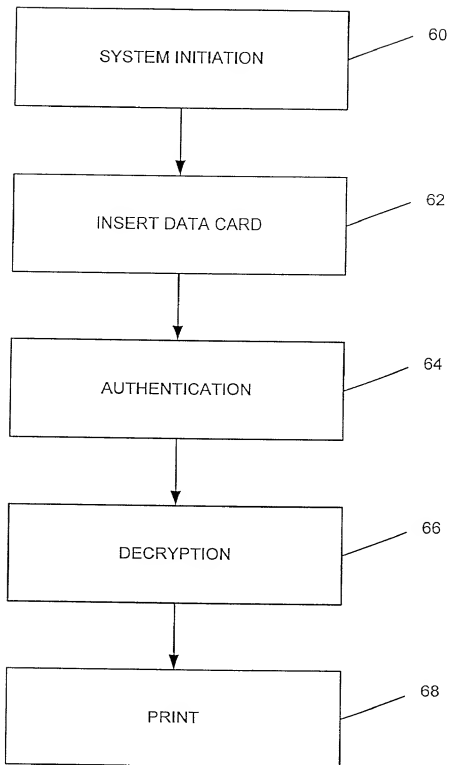 SYSTEM INITIATION
60
INSERT DATA CARD
62
AUTHENTICATION
64
DECRYPTION
66
PRINT
68